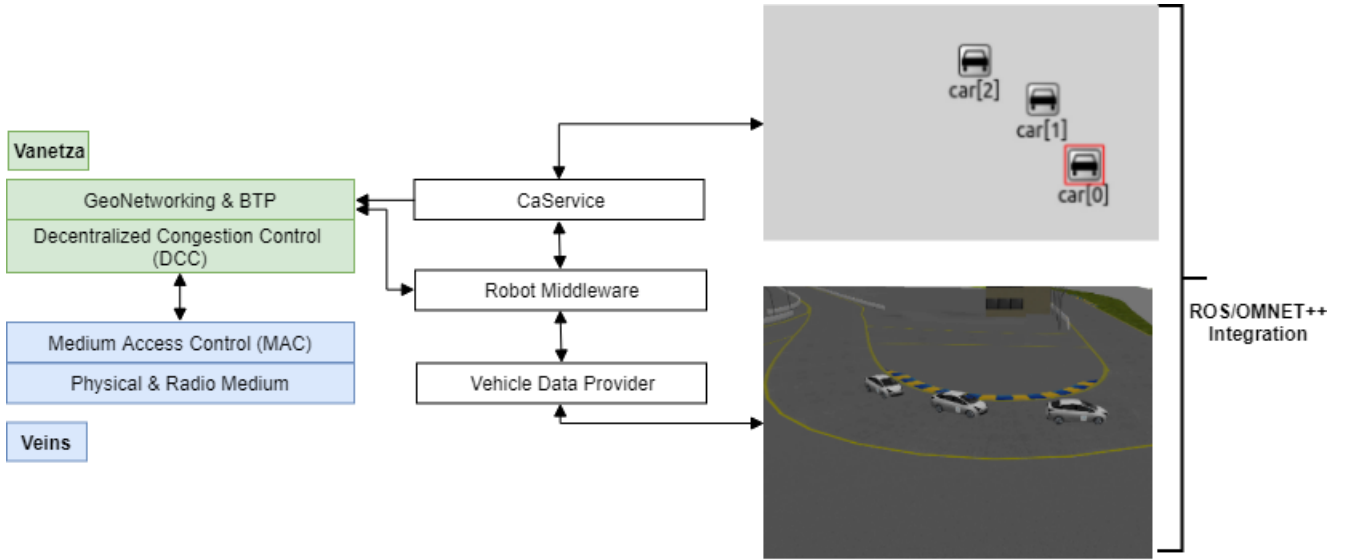 Vanetza
GeoNetworking & BTP
Decentralized Congestion Control
(DCC)
Medium Access Control (MAC)
Physical & Radio Medium
Veins
CaService
Robot Middleware
Vehicle Data Provider
car[2]
car[1]
car[0]
ROS/OMNET++
Integration